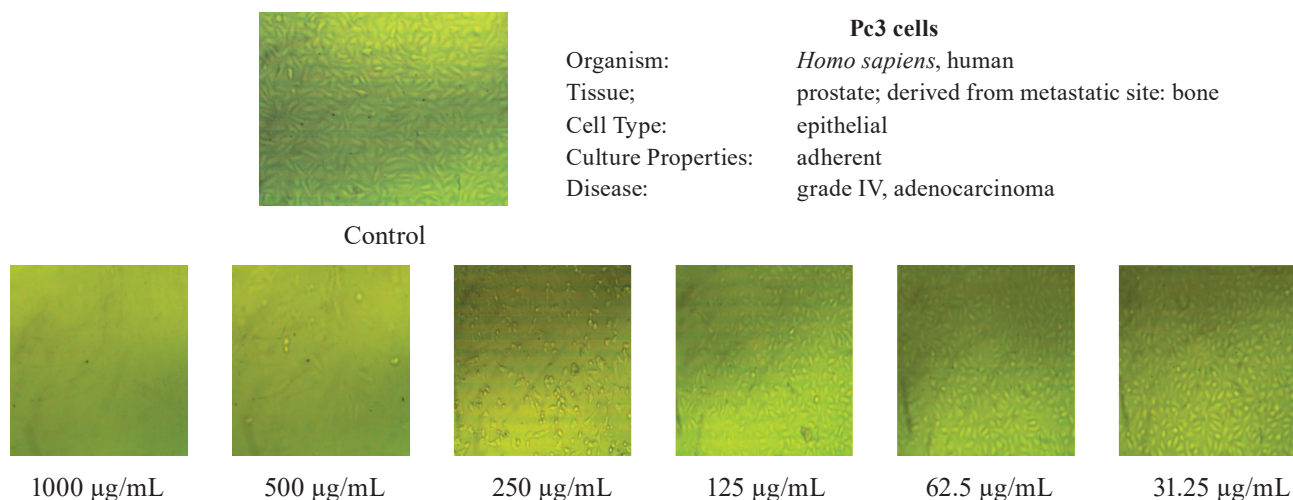 Pc3 cells
Organism: Homo sapiens, human
Tissue; prostate; derived from metastatic site: bone
Cell Type: epithelial
Culture Properties: adherent
Disease: grade IV, adenocarcinoma
Control
1000 µg/mL 500 µg/mL 250 µg/mL 125 µg/mL 62.5 µg/mL 31.25 µg/mL